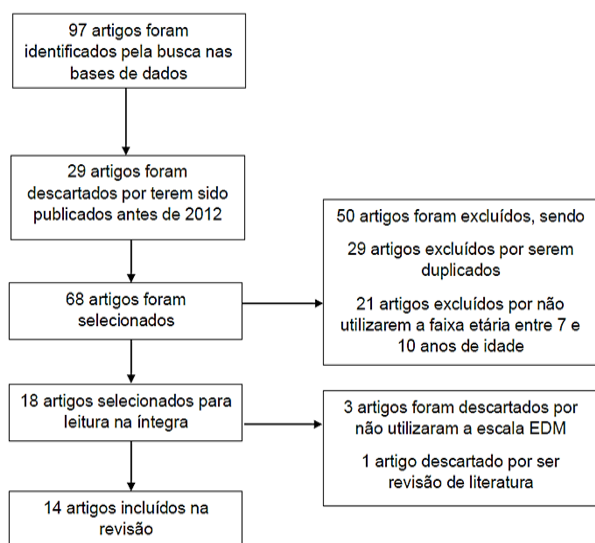 97 artigos foram
identificados pela busca nas
bases de dados
29 artigos foram
descartados por terem sido
publicados antes de 2012
50 artigos foram excluídos, sendo
29 artigos excluídos por serem
duplicados
21 artigos excluídos por não
utilizarem a faixa etária entre 7 e
10 anos de idade
68 artigos foram
selecionados
18 artigos selecionados para
leitura na íntegra
3 artigos foram descartados por
não utilizaram a escala EDM
1 artigo descartado por ser
revisão de literatura
14 artigos incluídos na
revisão